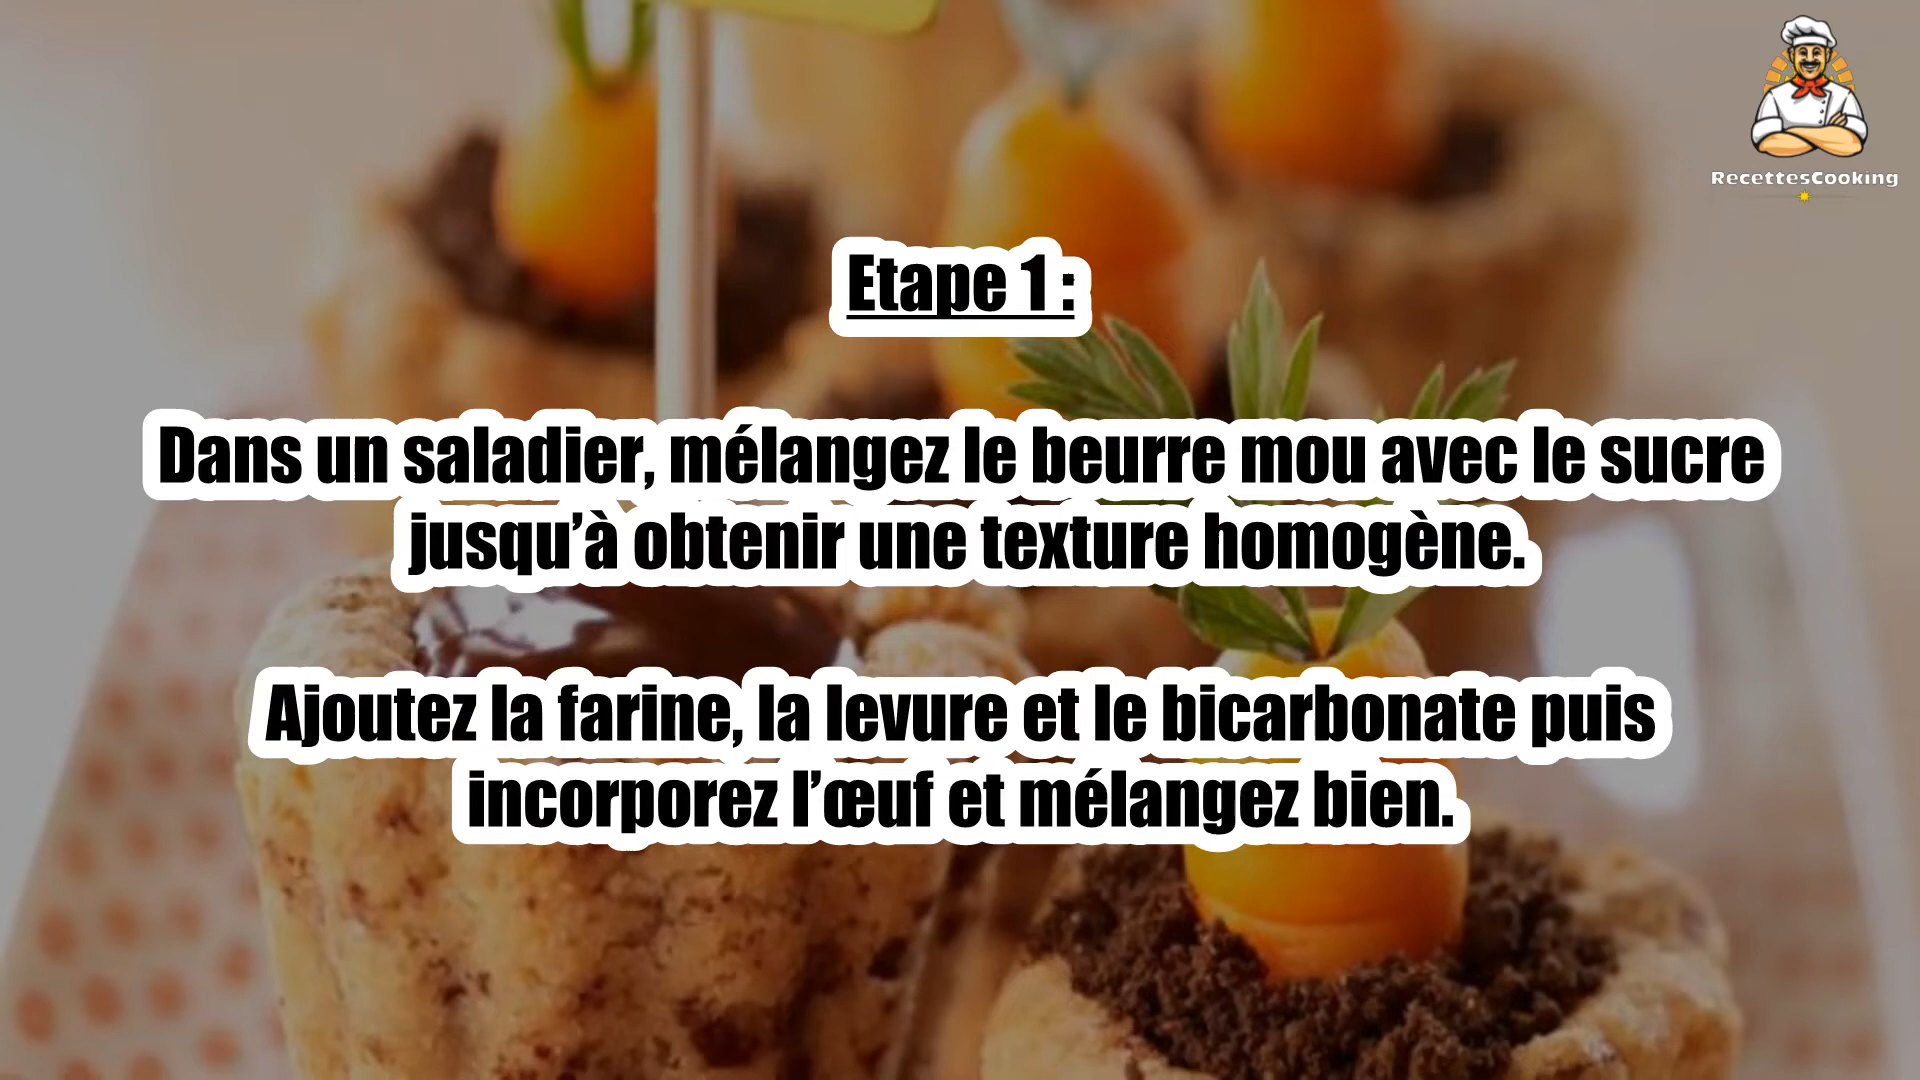 RecettesCooking
Etape 1 :
Dans un saladier, mélangez le beurre mou avec le sucre
jusqu’à obtenir une texture homogène.
Ajoutez la farine, la levure et le bicarbonate puis
incorporez l’œuf et mélangez bien.